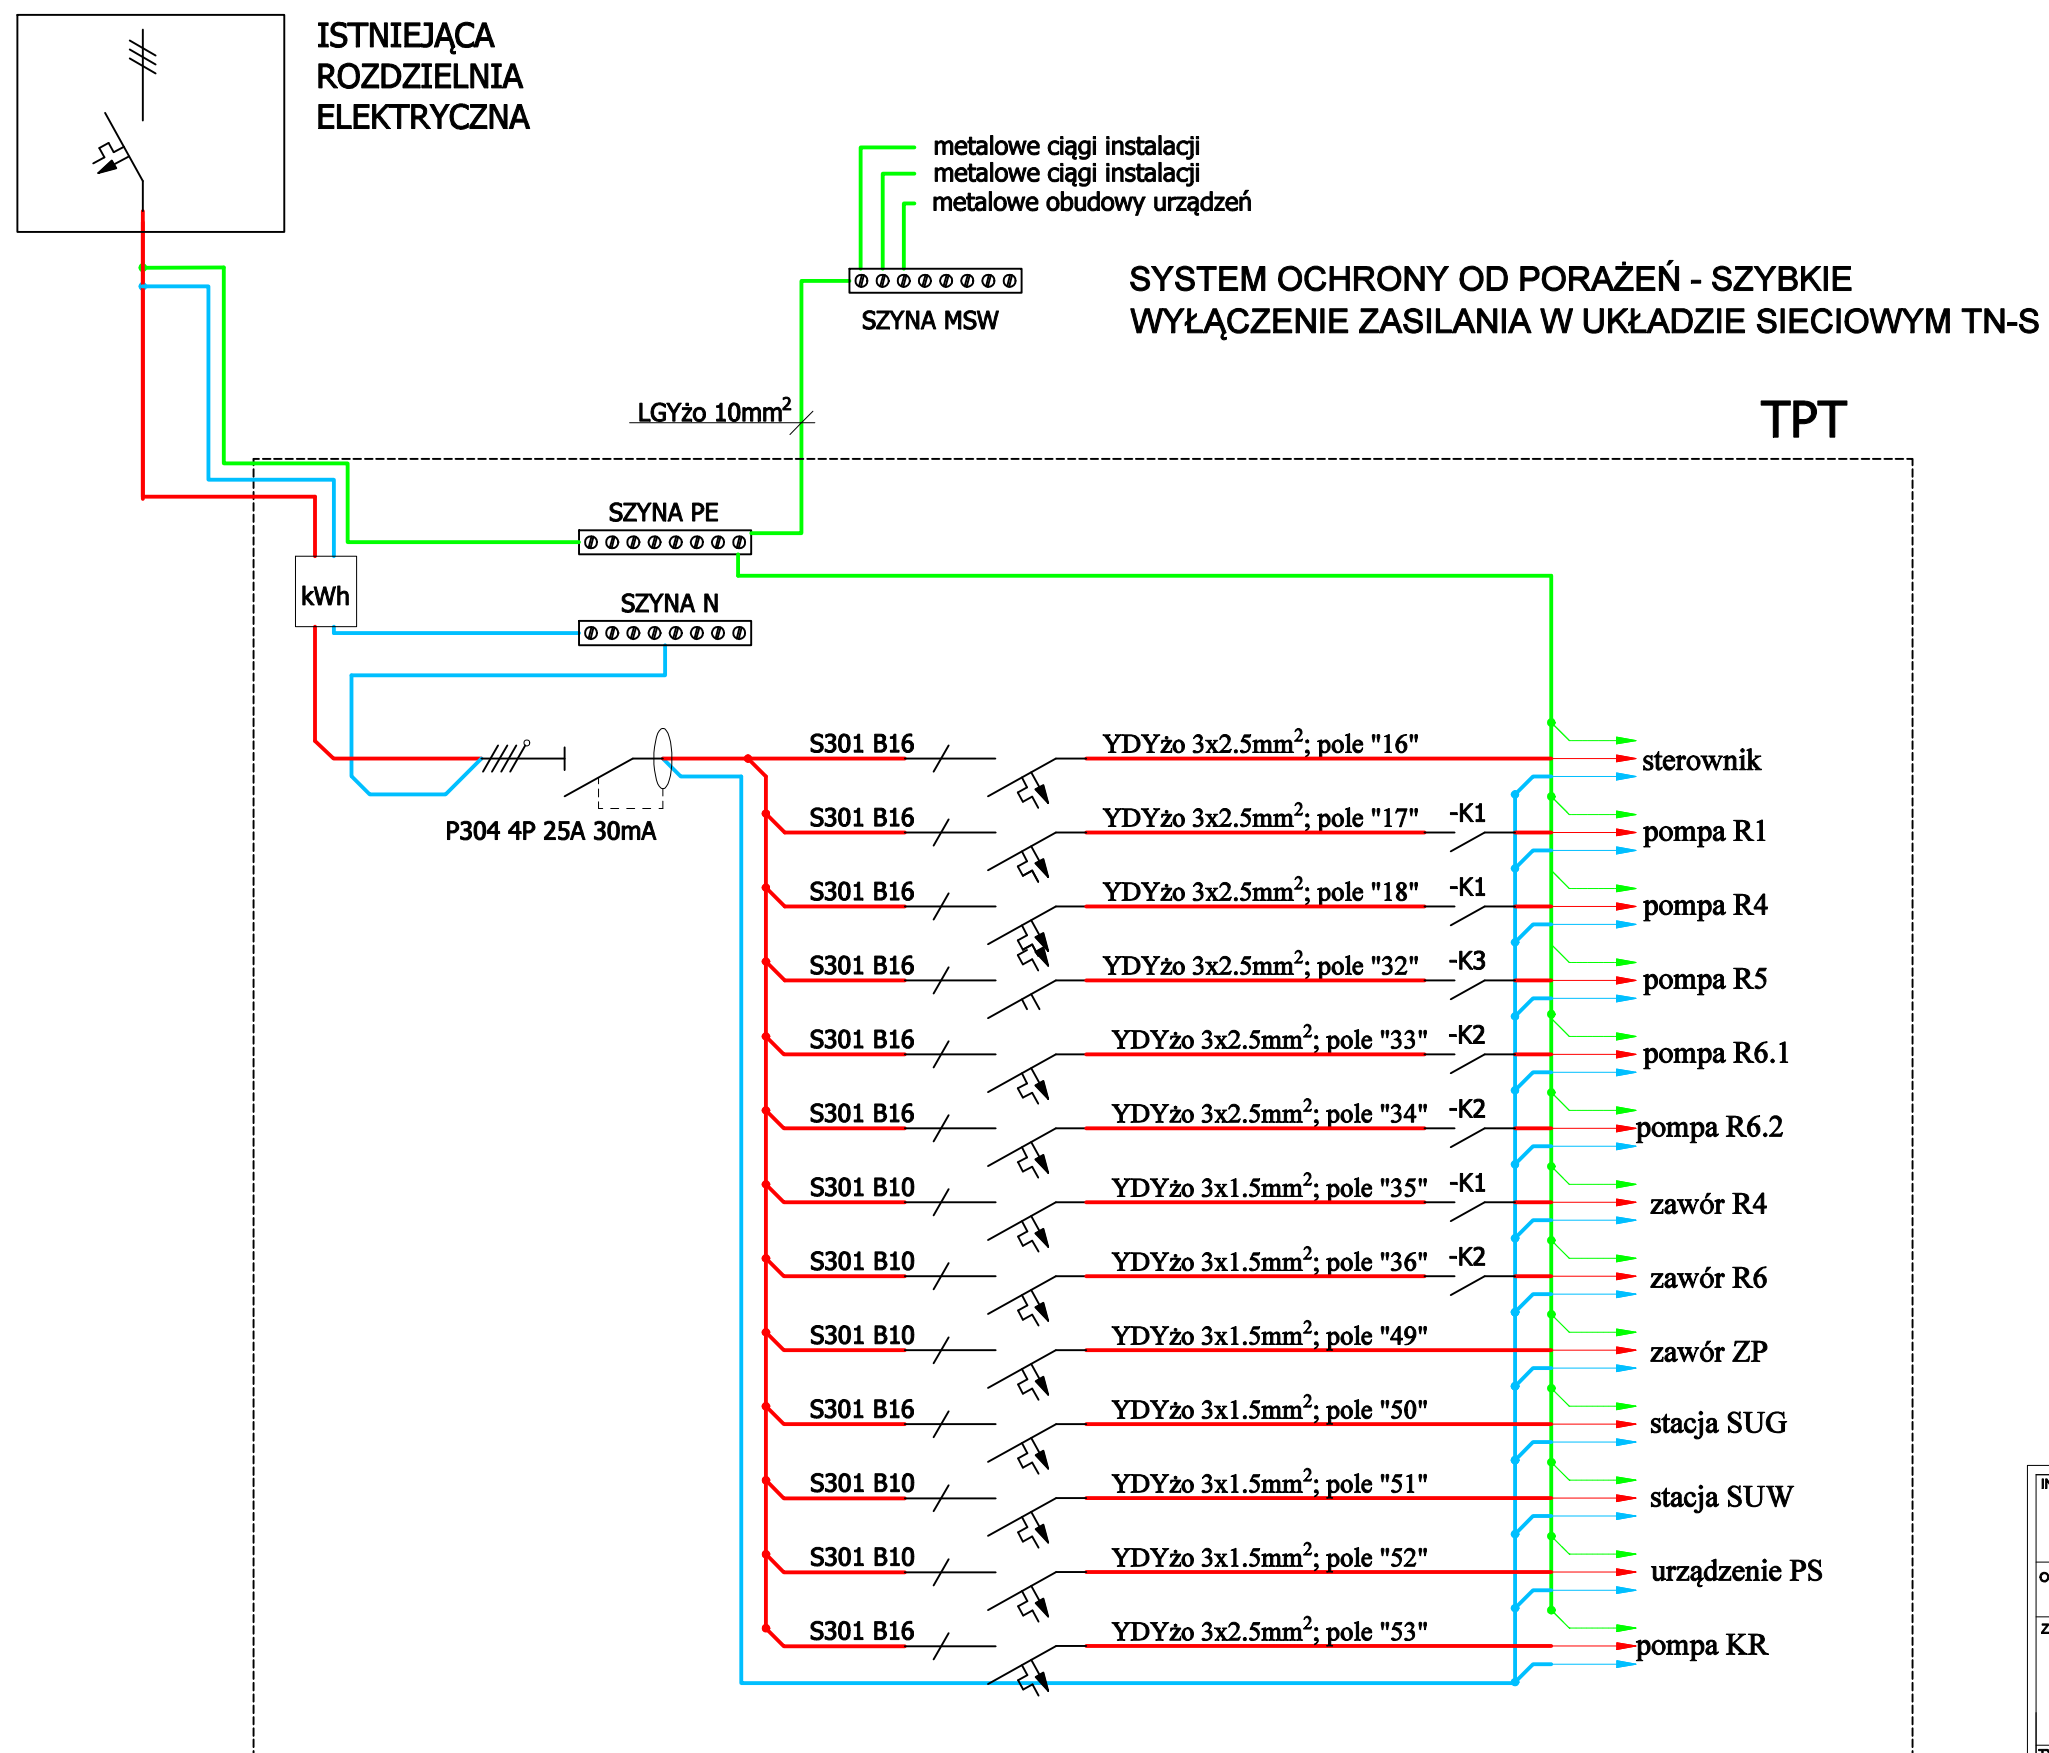 ISTNIEJĄCA
ROZDZIELNIA
ELEKTRYCZNA
metalowe ciągi instalacji
metalowe ciągi instalacji
metalowe obudowy urządzeń
SZYNA MSW
SYSTEM OCHRONY OD PORAŻEŃ - SZYBKIE
WYŁĄCZENIE ZASILANIA W UKŁADZIE SIECIOWYM TN-S
LGYżo 10mm²
TPT
SZYNA PE
kWh
SZYNA N
P304 4P 25A 30mA
S301 B16 YDYżo 3x2.5mm²; pole "16" sterownik
S301 B16 YDYżo 3x2.5mm²; pole "17" -K1 pompa R1
S301 B16 YDYżo 3x2.5mm²; pole "18" -K1 pompa R4
S301 B16 YDYżo 3x2.5mm²; pole "32" -K3 pompa R5
S301 B16 YDYżo 3x2.5mm²; pole "33" -K2 pompa R6.1
S301 B16 YDYżo 3x2.5mm²; pole "34" -K2 pompa R6.2
S301 B10 YDYżo 3x1.5mm²; pole "35" -K1 zawór R4
S301 B10 YDYżo 3x1.5mm²; pole "36" -K2 zawór R6
S301 B10 YDYżo 3x1.5mm²; pole "49" zawór ZP
S301 B16 YDYżo 3x1.5mm²; pole "50" stacja SUG
S301 B10 YDYżo 3x1.5mm²; pole "51" stacja SUW
S301 B10 YDYżo 3x1.5mm²; pole "52" urządzenie PS
S301 B16 YDYżo 3x2.5mm²; pole "53" pompa KR